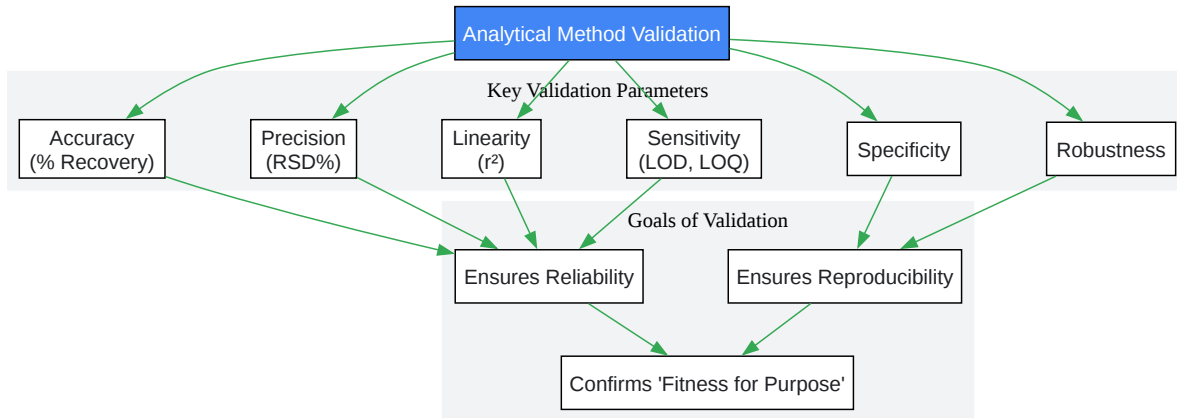 Analytical Method Validation
Key Validation Parameters
Accuracy
(% Recovery)
Precision
(RSD%)
Linearity
(r²)
Sensitivity
(LOD, LOQ)
Specificity
Robustness
Goals of Validation
Ensures Reliability
Ensures Reproducibility
Confirms 'Fitness for Purpose'